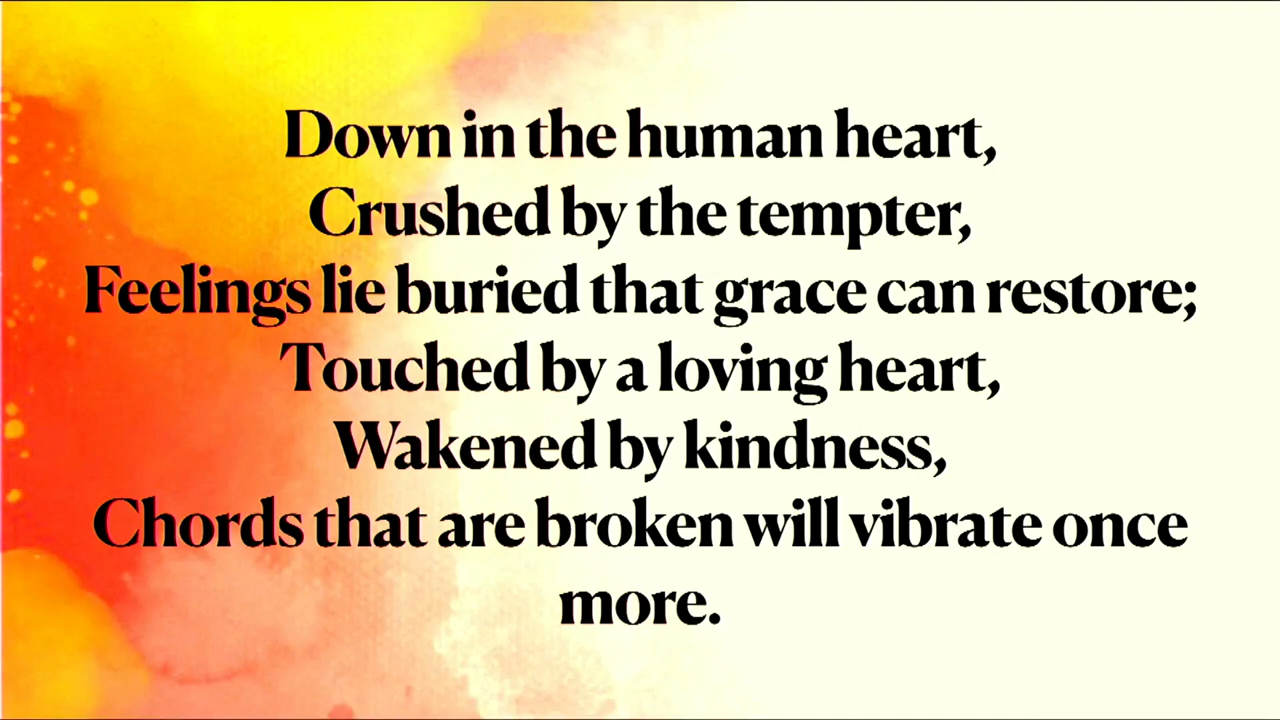 Down in the human heart,
Crushed by the tempter,
Feelings lie buried that grace can restore;
Touched by a loving heart,
Wakened by kindness,
Chords that are broken will vibrate once
more.